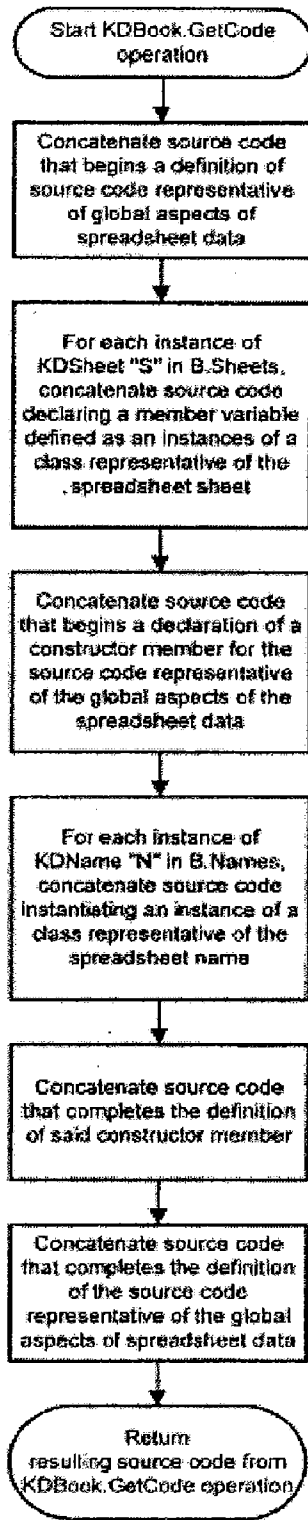 Start KDBook.GetCode
operation
Concatenate source code
that begins a definition of
source code representative
of global aspects of
spreadsheet data
For each instance of
KDSheet "S" in B.Sheets,
concatenate source code
declaring a member variable
defined as an instances of a
class representative of the
spreadsheet sheet
Concatenate source code
that begins a declaration of a
constructor member for the
source code representative
of the global aspects of the
spreadsheet data
For each instance of
KDName "N" in B.Names,
concatenate source code
instantiating an instance of a
class representative of the
spreadsheet name
Concatenate source code
that completes the definition
of said constructor member
Concatenate source code
that completes the definition
of the source code
representative of the global
aspects of spreadsheet data
Return
resulting source code from
KDBook.GetCode operation